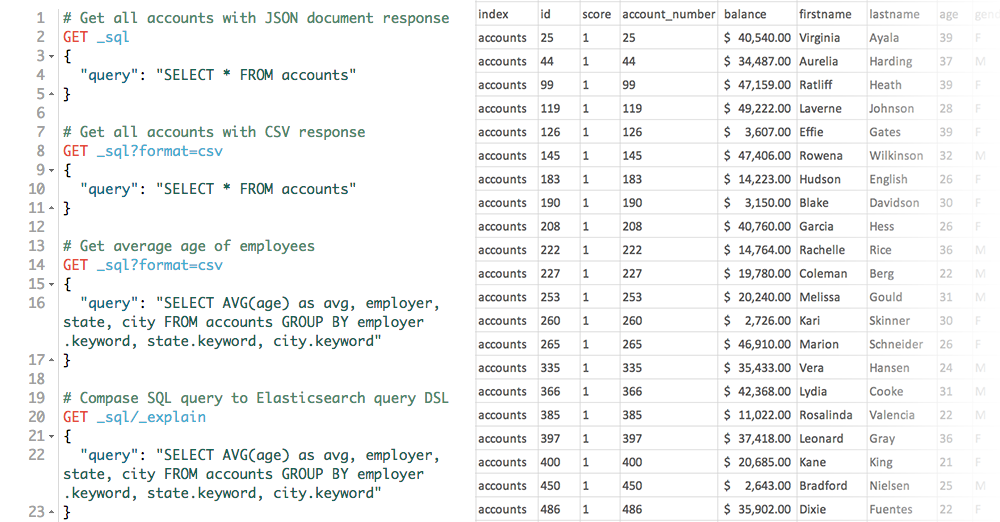 1 # Get all accounts with JSON document response
2 GET _sql
3 {
4 "query": "SELECT * FROM accounts"
5 }
6
7 # Get all accounts with CSV response
8 GET _sql?format=csv
9 {
10 "query": "SELECT * FROM accounts"
11 }
12
13 # Get average age of employees
14 GET _sql?format=csv
15 {
16 "query": "SELECT AVG(age) as avg, employer,
state, city FROM accounts GROUP BY employer
.keyword, state.keyword, city.keyword"
17 }
18
19 # Compase SQL query to Elasticsearch query DSL
20 GET _sql/_explain
21 {
22 "query": "SELECT AVG(age) as avg, employer,
state, city FROM accounts GROUP BY employer
.keyword, state.keyword, city.keyword"
23 }
index id score account_number balance firstname lastname age gend
accounts 25 1 25 $ 40,540.00 Virginia Ayala 39 F
accounts 44 1 44 $ 34,487.00 Aurelia Harding 37 M
accounts 99 1 99 $ 47,159.00 Ratliff Heath 39 F
accounts 119 1 119 $ 49,222.00 Laverne Johnson 28 F
accounts 126 1 126 $ 3,607.00 Effie Gates 39 F
accounts 145 1 145 $ 47,406.00 Rowena Wilkinson 32 M
accounts 183 1 183 $ 14,223.00 Hudson English 26 F
accounts 190 1 190 $ 3,150.00 Blake Davidson 30 F
accounts 208 1 208 $ 40,760.00 Garcia Hess 26 F
accounts 222 1 222 $ 14,764.00 Rachelle Rice 36 M
accounts 227 1 227 $ 19,780.00 Coleman Berg 22 M
accounts 253 1 253 $ 20,240.00 Melissa Gould 31 M
accounts 260 1 260 $ 2,726.00 Kari Skinner 30 F
accounts 265 1 265 $ 46,910.00 Marion Schneider 26 F
accounts 335 1 335 $ 35,433.00 Vera Hansen 24 M
accounts 366 1 366 $ 42,368.00 Lydia Cooke 31 M
accounts 385 1 385 $ 11,022.00 Rosalinda Valencia 22 M
accounts 397 1 397 $ 37,418.00 Leonard Gray 36 F
accounts 400 1 400 $ 20,685.00 Kane King 21 F
accounts 450 1 450 $ 2,643.00 Bradford Nielsen 25 M
accounts 486 1 486 $ 35,902.00 Dixie Fuentes 22 F